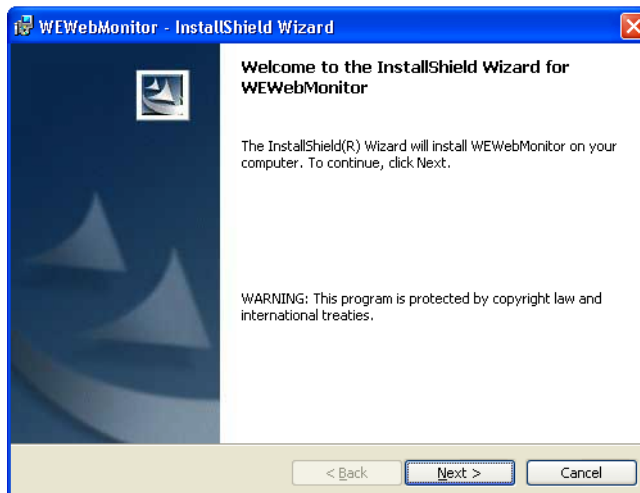 WEWebMonitor - InstallShield Wizard
Welcome to the InstallShield Wizard for
WEWebMonitor
The InstallShield(R) Wizard will install WEWebMonitor on your
computer. To continue, click Next.
WARNING: This program is protected by copyright law and
international treaties.
< Back Next > Cancel